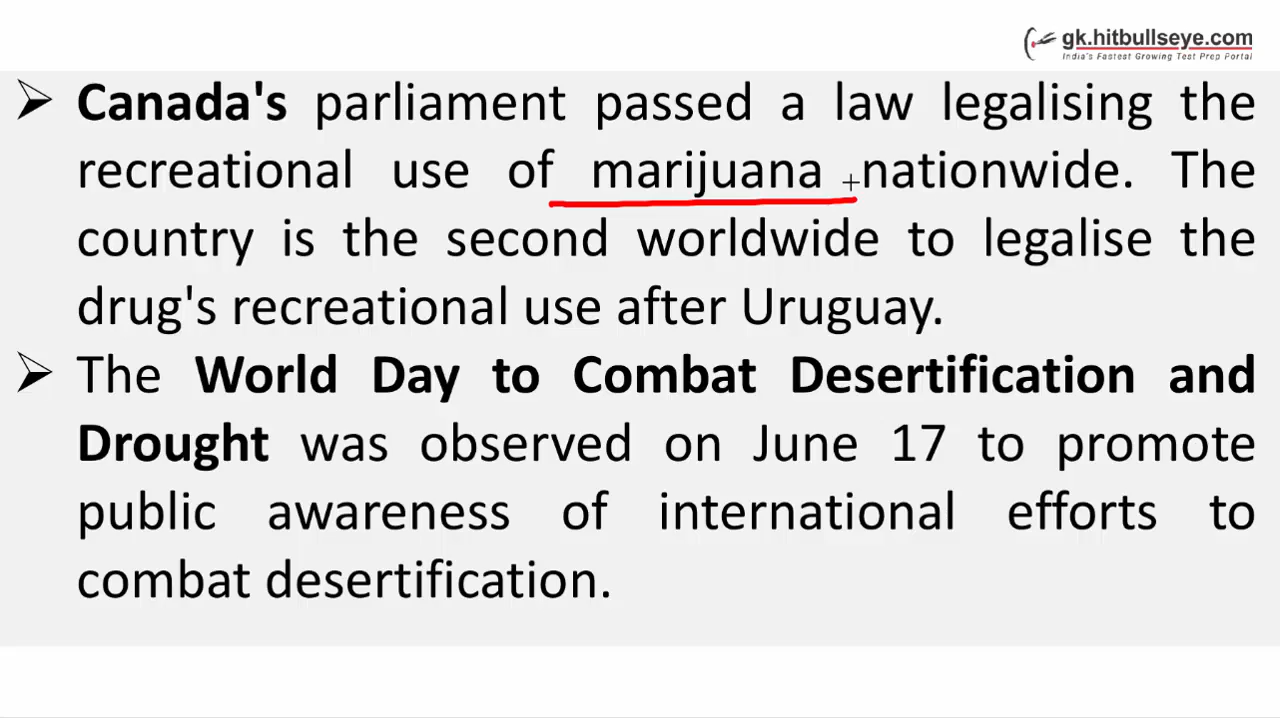 gk.hitbullseye.com
India's Fastest Growing Test Prep Portal
Canada's parliament passed a law legalising the
recreational use of marijuana nationwide. The
country is the second worldwide to legalise the
drug's recreational use after Uruguay.
The World Day to Combat Desertification and
Drought was observed on June 17 to promote
public awareness of international efforts to
combat desertification.